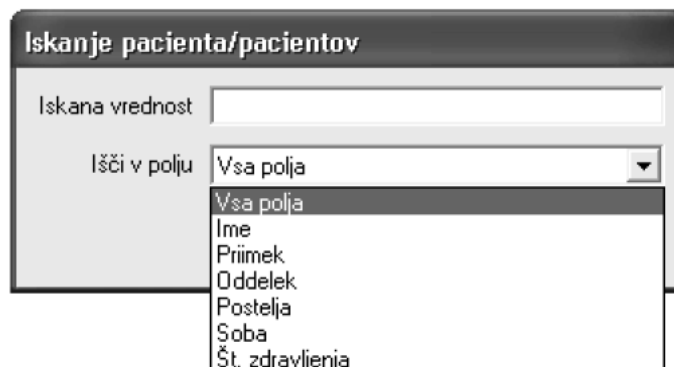 Iskanje pacienta/pacientov
Iskana vrednost
Išči v polju Vsa polja
Vsa polja
Ime
Priimek
Oddelek
Postelja
Soba
Št. zdravljenja